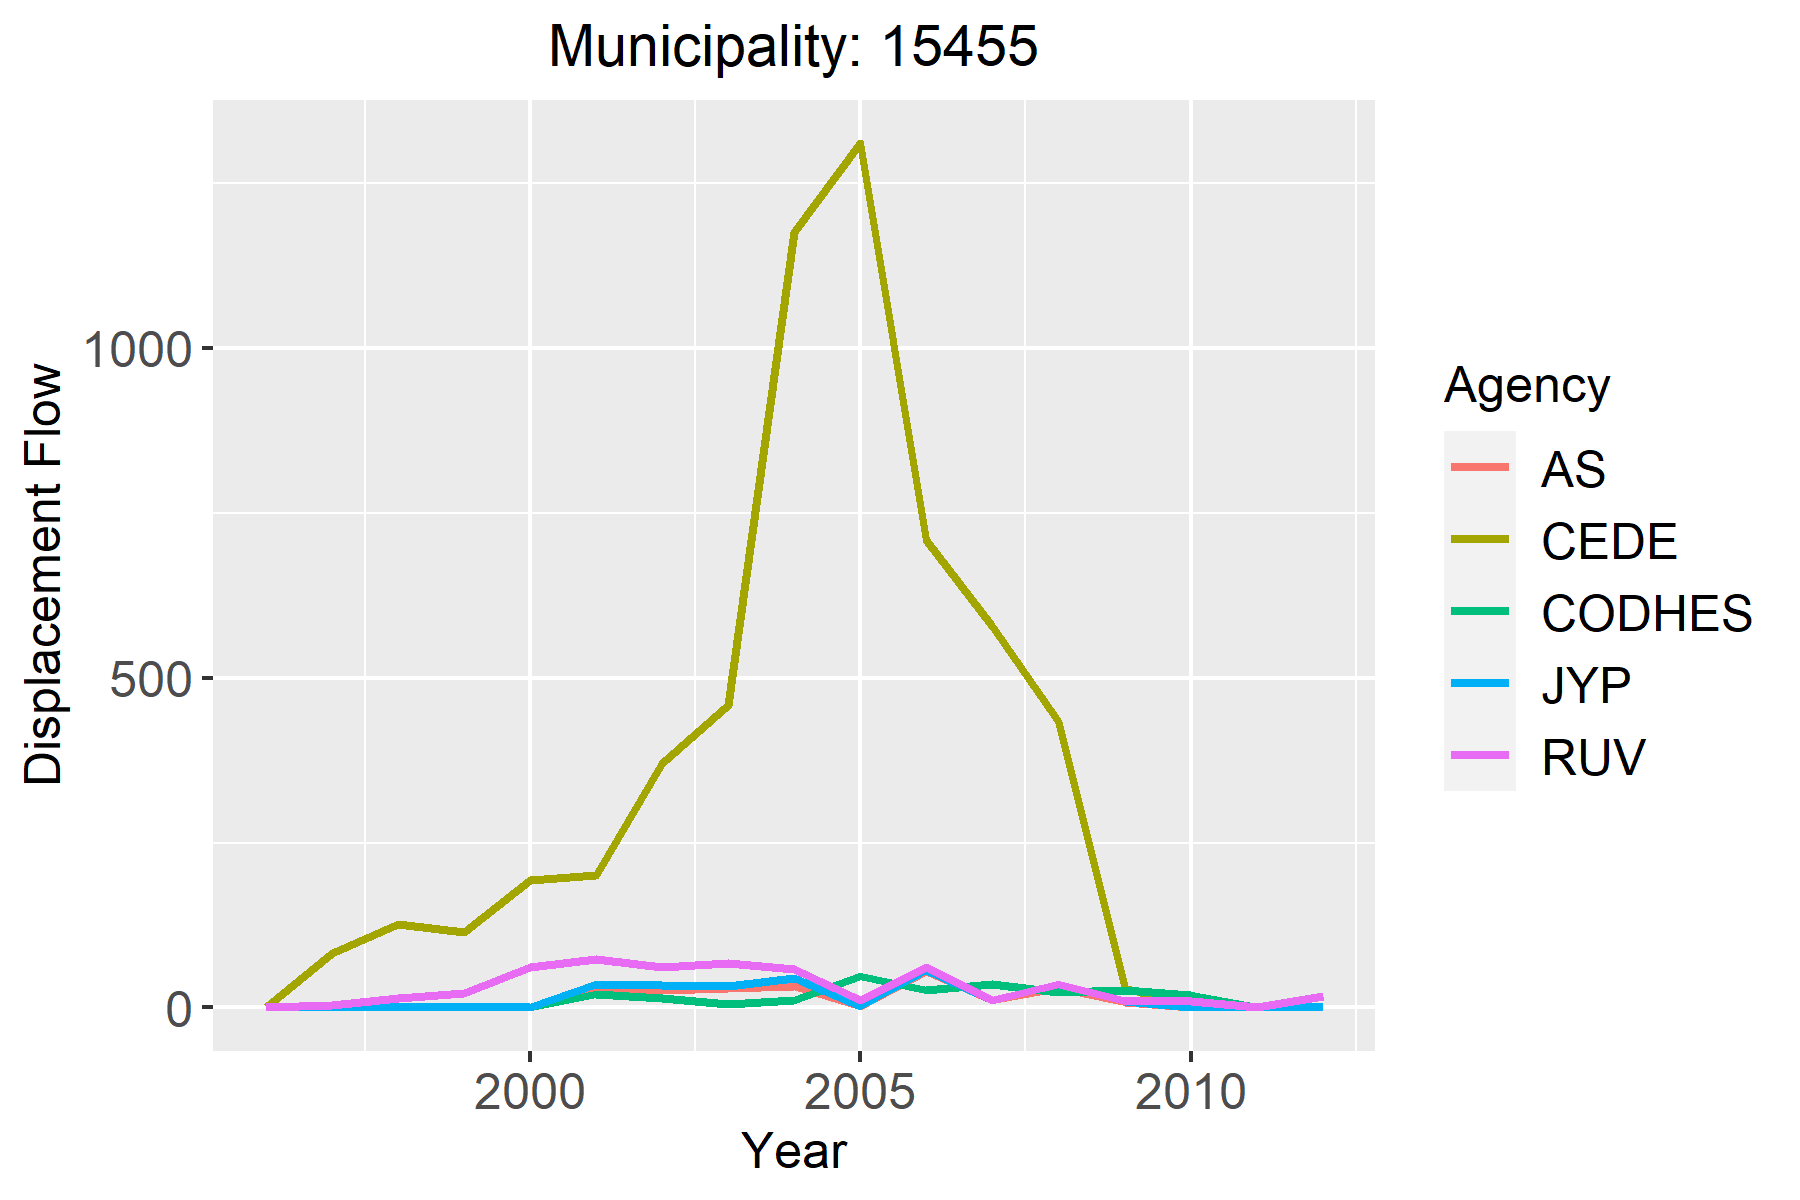 Municipality: 15455
Displacement Flow
1000
500
0
2000 2005 2010
Year
Agency
AS
CEDE
CODHES
JYP
RUV